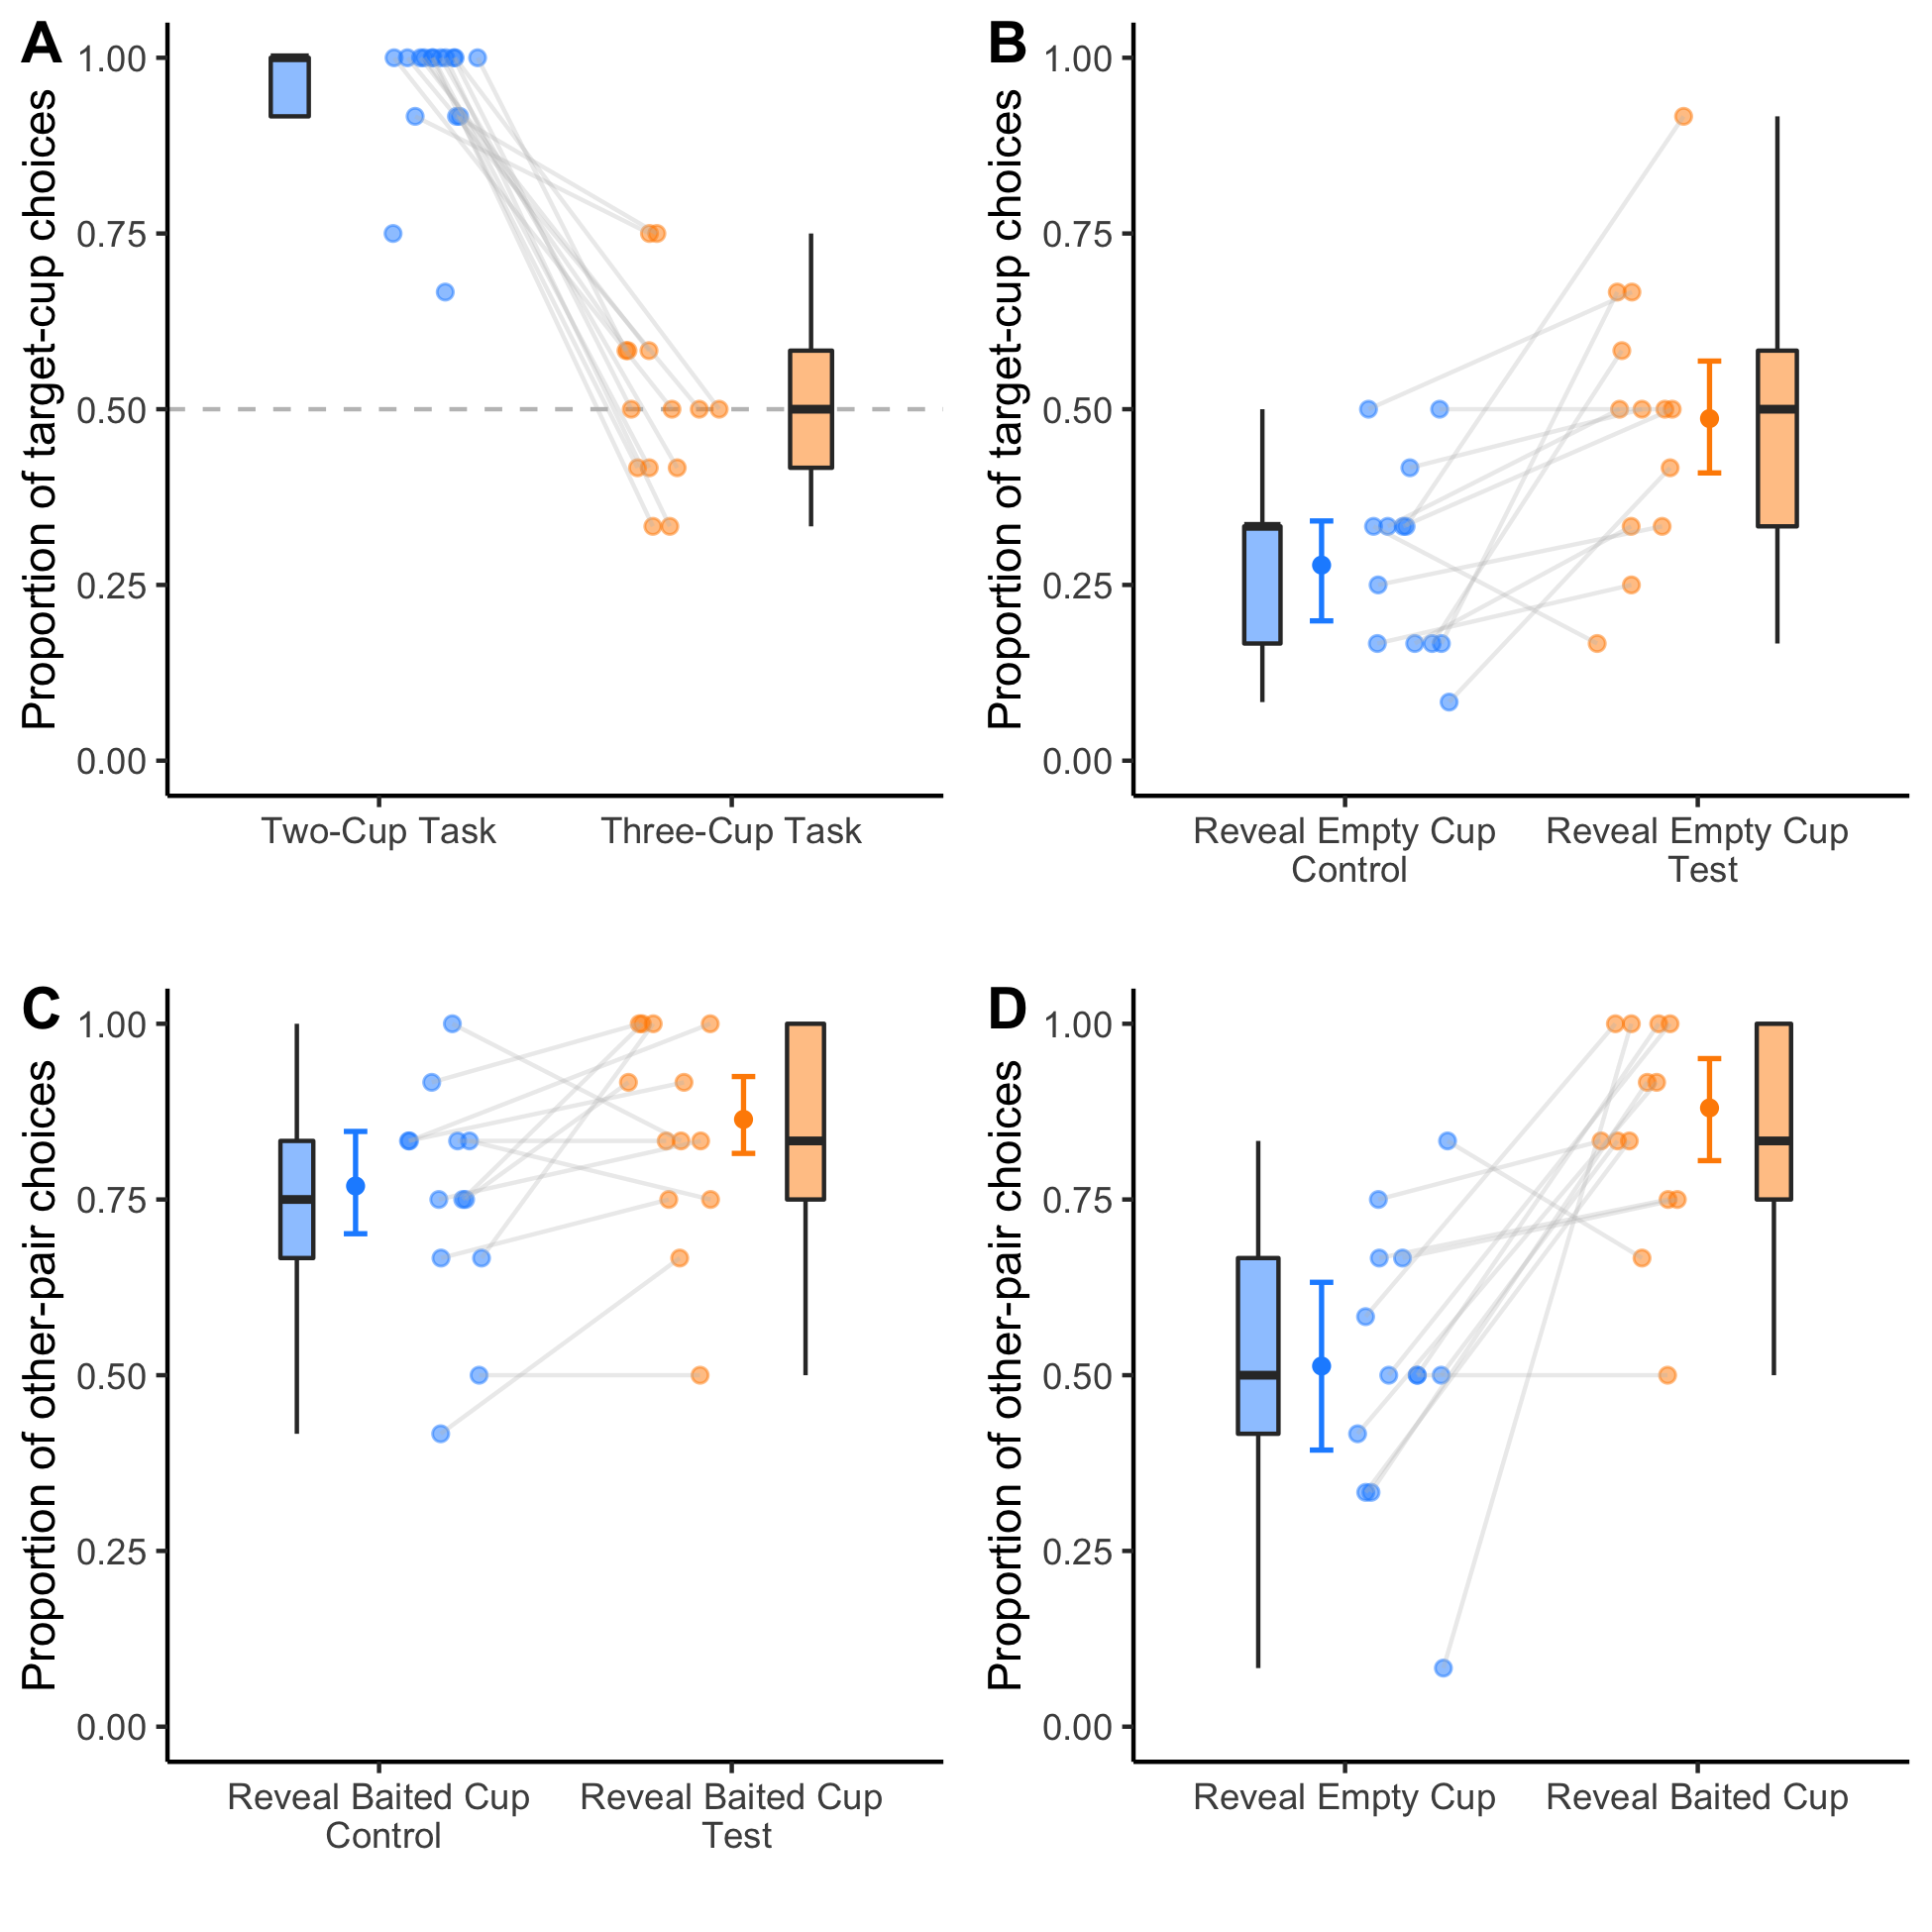 A
Proportion of target-cup choices
1.00
0.75
0.50
0.25
0.00
Two-Cup Task
Three-Cup Task
B
Proportion of target-cup choices
1.00
0.75
0.50
0.25
0.00
Reveal Empty Cup
Control
Reveal Empty Cup
Test
C
Proportion of other-pair choices
1.00
0.75
0.50
0.25
0.00
Reveal Baited Cup
Control
Reveal Baited Cup
Test
D
Proportion of other-pair choices
1.00
0.75
0.50
0.25
0.00
Reveal Empty Cup
Reveal Baited Cup